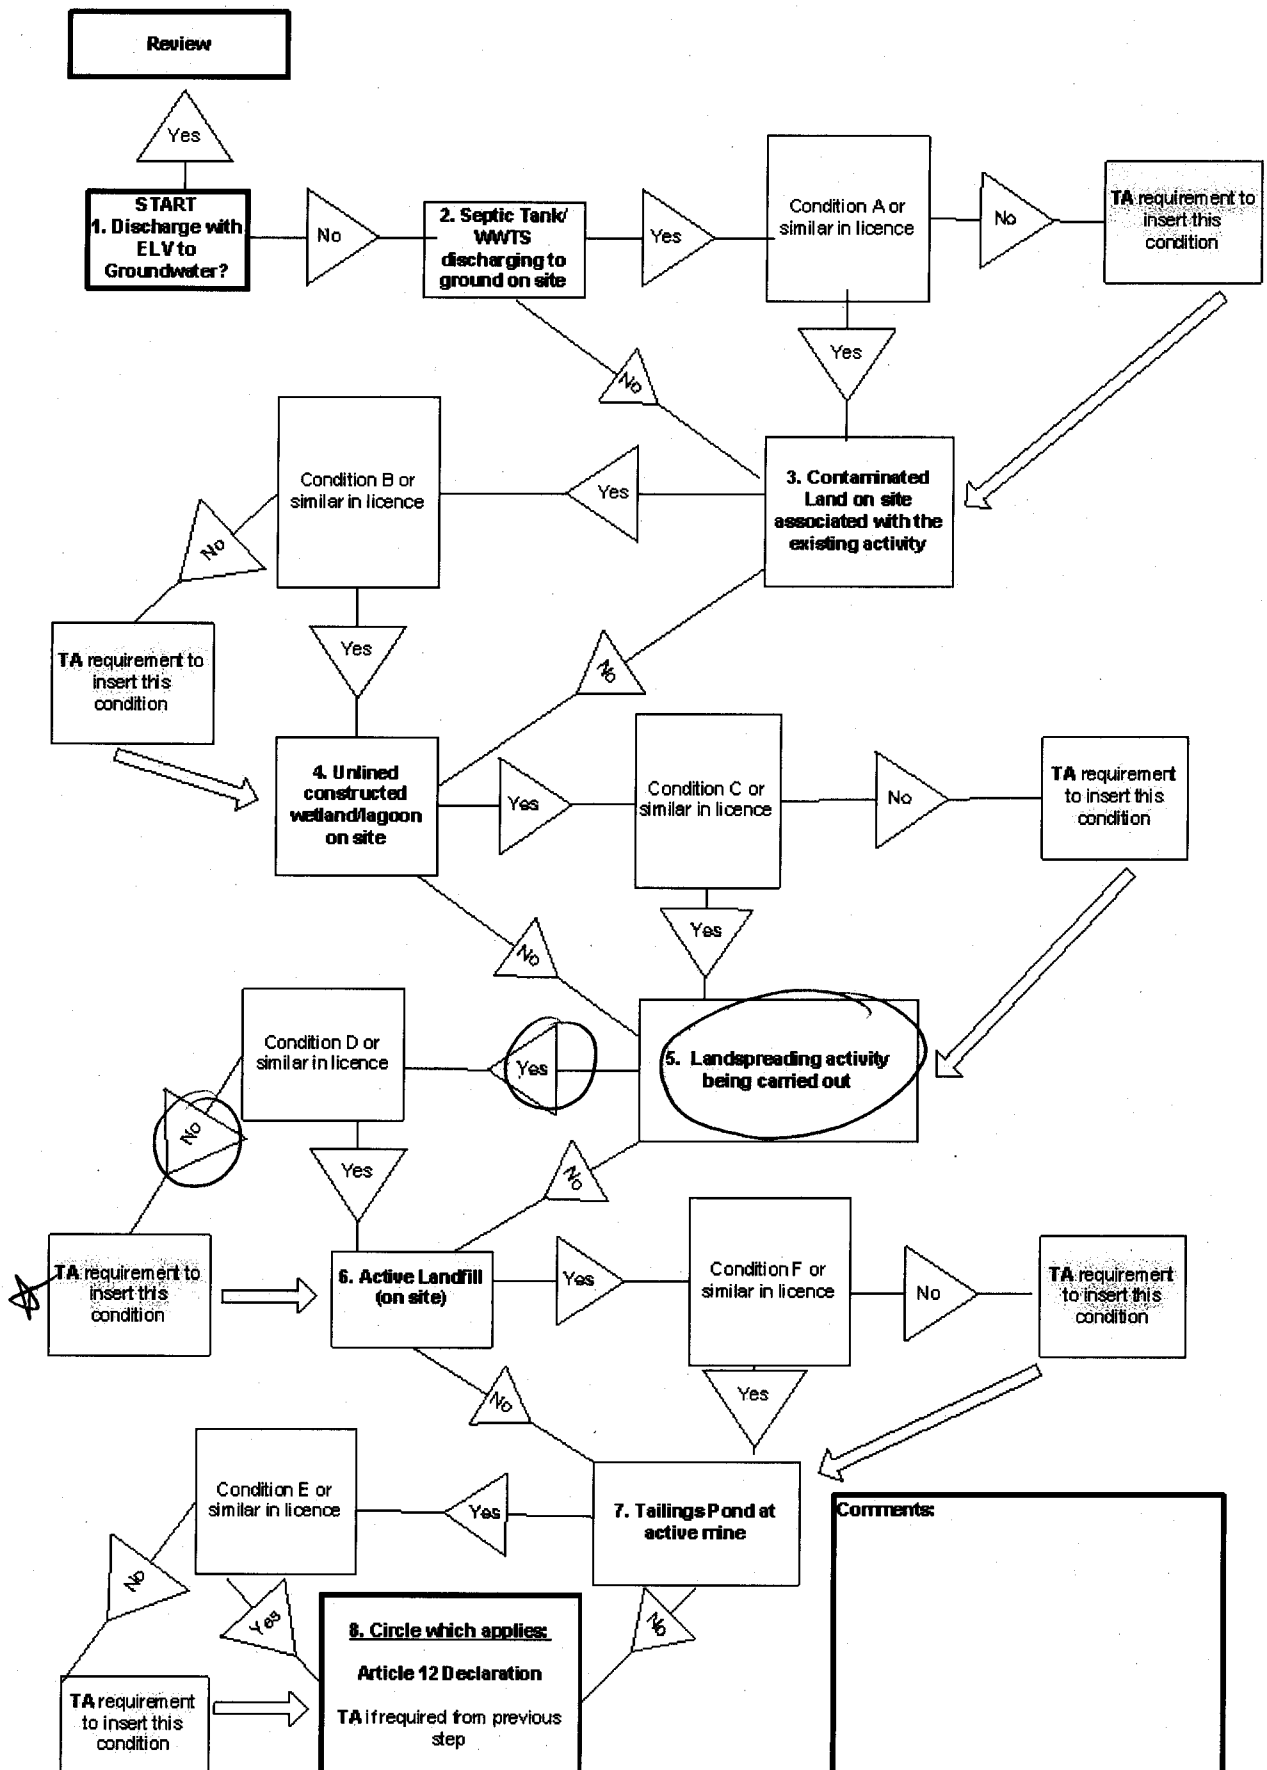 Review
Yes
START
1. Discharge with
ELV to
Groundwater?
No
2. Septic Tank/
WWTS
discharging to
ground on site
Yes
Condition A or
similar in licence
No
TA requirement to
insert this
condition
Yes
No
3. Contaminated
Land on site
associated with the
existing activity
Yes
Condition B or
similar in licence
No
TA requirement to
insert this
condition
Yes
No
4. Unlined
constructed
wetland/lagoon
on site
Yes
Condition C or
similar in licence
No
TA requirement
to insert this
condition
Yes
No
5. Landspreading activity
being carried out
Yes
Condition D or
similar in licence
No
TA requirement to
insert this
condition
Yes
No
6. Active Landfill
(on site)
Yes
Condition F or
similar in licence
No
TA requirement
to insert this
condition
Yes
No
7. Tailings Pond at
active mine
Yes
Condition E or
similar in licence
No
TA requirement
to insert this
condition
Yes
No
8. Circle which applies:
Article 12 Declaration
TA if required from previous
step
Comments: